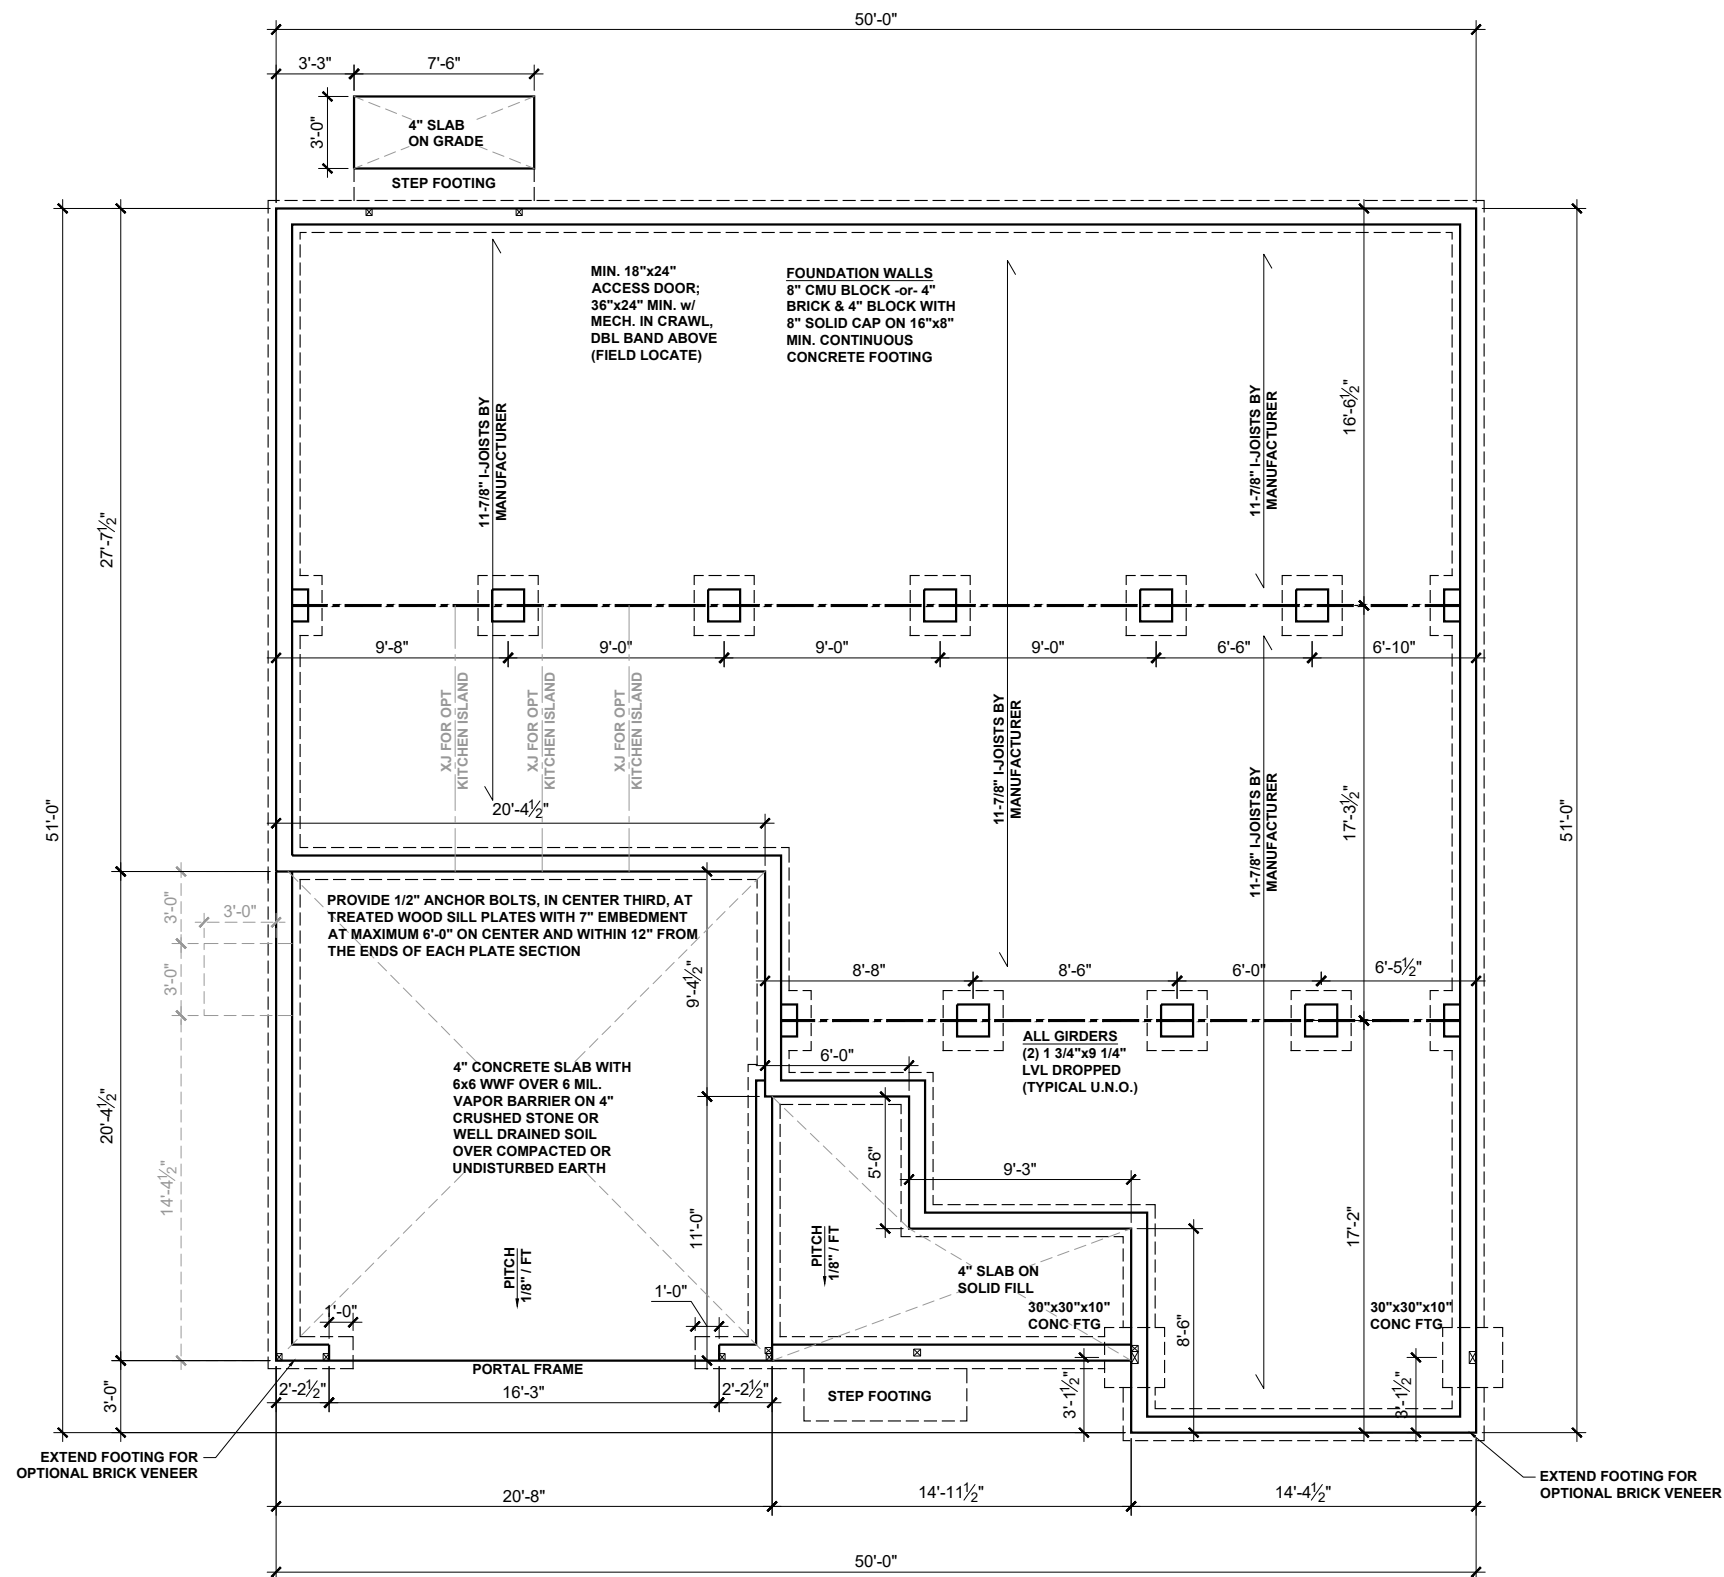 50'-0"
3'-3"
7'-6"
3'-0"
4" SLAB
ON GRADE
STEP FOOTING
MIN. 18"x24"
ACCESS DOOR;
36"x24" MIN. w/
MECH. IN CRAWL,
DBL BAND ABOVE
(FIELD LOCATE)
FOUNDATION WALLS
8" CMU BLOCK -or- 4"
BRICK & 4" BLOCK WITH
8" SOLID CAP ON 16"x8"
MIN. CONTINUOUS
CONCRETE FOOTING
11-7/8" I-JOISTS BY
MANUFACTURER
11-7/8" I-JOISTS BY
MANUFACTURER
16'-6½"
27'-7½"
9'-8"
9'-0"
9'-0"
9'-0"
6'-6"
6'-10"
XJ FOR OPT
KITCHEN ISLAND
XJ FOR OPT
KITCHEN ISLAND
XJ FOR OPT
KITCHEN ISLAND
11-7/8" I-JOISTS BY
MANUFACTURER
11-7/8" I-JOISTS BY
MANUFACTURER
17'-3½"
51'-0"
51'-0"
20'-4½"
PROVIDE 1/2" ANCHOR BOLTS, IN CENTER THIRD, AT
TREATED WOOD SILL PLATES WITH 7" EMBEDMENT
AT MAXIMUM 6'-0" ON CENTER AND WITHIN 12" FROM
THE ENDS OF EACH PLATE SECTION
3'-0"
3'-0"
3'-0"
14'-4½"
20'-4½"
9'-4½"
8'-8"
8'-6"
6'-0"
6'-5½"
ALL GIRDERS
(2) 1 3/4"x9 1/4"
LVL DROPPED
(TYPICAL U.N.O.)
6'-0"
4" CONCRETE SLAB WITH
6x6 WWF OVER 6 MIL.
VAPOR BARRIER ON 4"
CRUSHED STONE OR
WELL DRAINED SOIL
OVER COMPACTED OR
UNDISTURBED EARTH
5'-6"
9'-3"
11'-0"
17'-2"
PITCH
1/8" / FT
PITCH
1/8" / FT
4" SLAB ON
SOLID FILL
1'-0"
1'-0"
30"x30"x10"
CONC FTG
30"x30"x10"
CONC FTG
8'-6"
PORTAL FRAME
2'-2½"
16'-3"
2'-2½"
STEP FOOTING
3'-0"
3'-1½"
3'-1½"
EXTEND FOOTING FOR
OPTIONAL BRICK VENEER
EXTEND FOOTING FOR
OPTIONAL BRICK VENEER
20'-8"
14'-11½"
14'-4½"
50'-0"